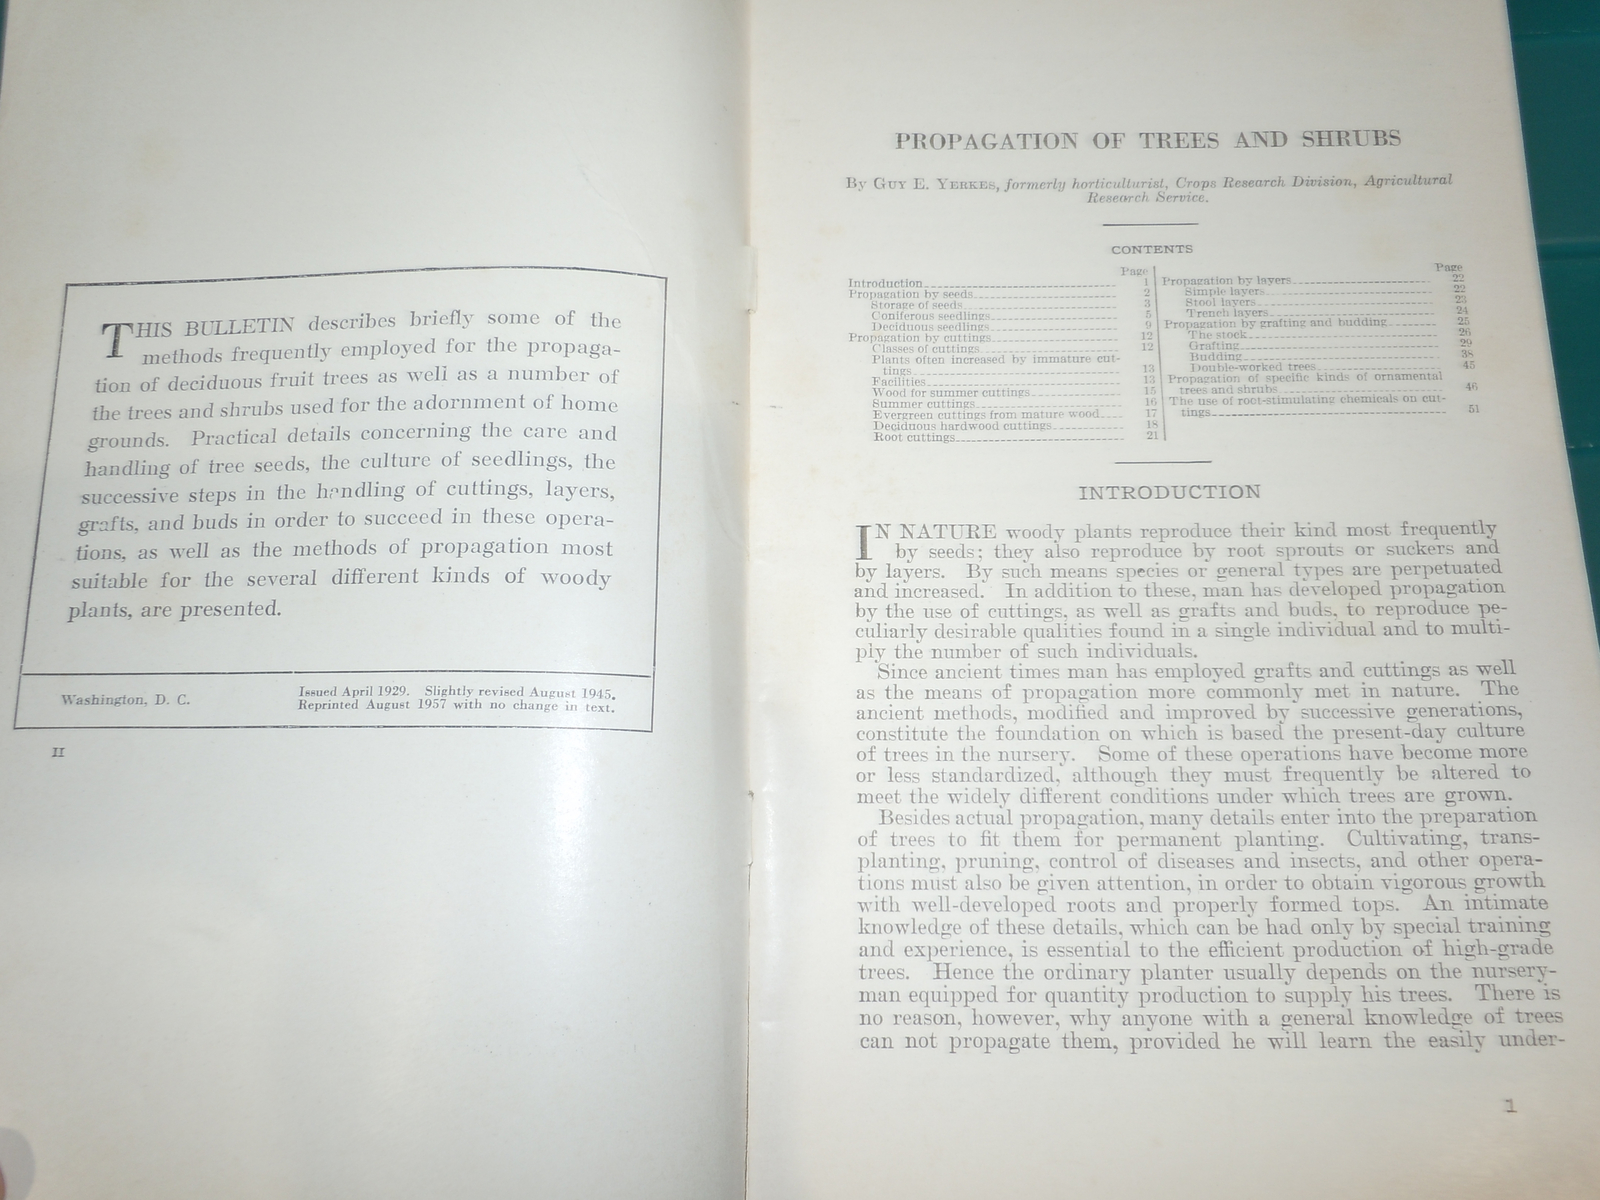 THIS BULLETIN describes briefly some of the
methods frequently employed for the propaga-
tion of deciduous fruit trees as well as a number of
the trees and shrubs used for the adornment of home
grounds. Practical details concerning the care and
handling of tree seeds, the culture of seedlings, the
successive steps in the handling of cuttings, layers,
grafts, and buds in order to succeed in these opera-
tions, as well as the methods of propagation most
suitable for the several different kinds of woody
plants, are presented.
Washington, D. C.
Issued April 1929. Slightly revised August 1945.
Reprinted August 1957 with no change in text.
II
PROPAGATION OF TREES AND SHRUBS
By GUY E. YERKES, formerly horticulturist, Crops Research Division, Agricultural
Research Service.
CONTENTS
Page
Introduction 1
Propagation by seeds 2
Storage of seeds 3
Coniferous seedlings 5
Deciduous seedlings 9
Propagation by cuttings 12
Classes of cuttings 12
Plants often increased by immature cut-
tings 13
Facilities 13
Wood for summer cuttings 15
Summer cuttings 16
Evergreen cuttings from mature wood 17
Deciduous hardwood cuttings 18
Root cuttings 21
Page
Propagation by layers 22
Simple layers 22
Stool layers 23
Trench layers 24
Propagation by grafting and budding 25
The stock 26
Grafting 29
Budding 38
Double-worked trees 45
Propagation of specific kinds of ornamental
trees and shrubs 46
The use of root-stimulating chemicals on cut-
tings 51
INTRODUCTION
IN NATURE woody plants reproduce their kind most frequently
by seeds; they also reproduce by root sprouts or suckers and
by layers. By such means species or general types are perpetuated
and increased. In addition to these, man has developed propagation
by the use of cuttings, as well as grafts and buds, to reproduce pe-
culiarly desirable qualities found in a single individual and to multi-
ply the number of such individuals.
Since ancient times man has employed grafts and cuttings as well
as the means of propagation more commonly met in nature. The
ancient methods, modified and improved by successive generations,
constitute the foundation on which is based the present-day culture
of trees in the nursery. Some of these operations have become more
or less standardized, although they must frequently be altered to
meet the widely different conditions under which trees are grown.
Besides actual propagation, many details enter into the preparation
of trees to fit them for permanent planting. Cultivating, trans-
planting, pruning, control of diseases and insects, and other opera-
tions must also be given attention, in order to obtain vigorous growth
with well-developed roots and properly formed tops. An intimate
knowledge of these details, which can be had only by special training
and experience, is essential to the efficient production of high-grade
trees. Hence the ordinary planter usually depends on the nursery-
man equipped for quantity production to supply his trees. There is
no reason, however, why anyone with a general knowledge of trees
can not propagate them, provided he will learn the easily under-
1